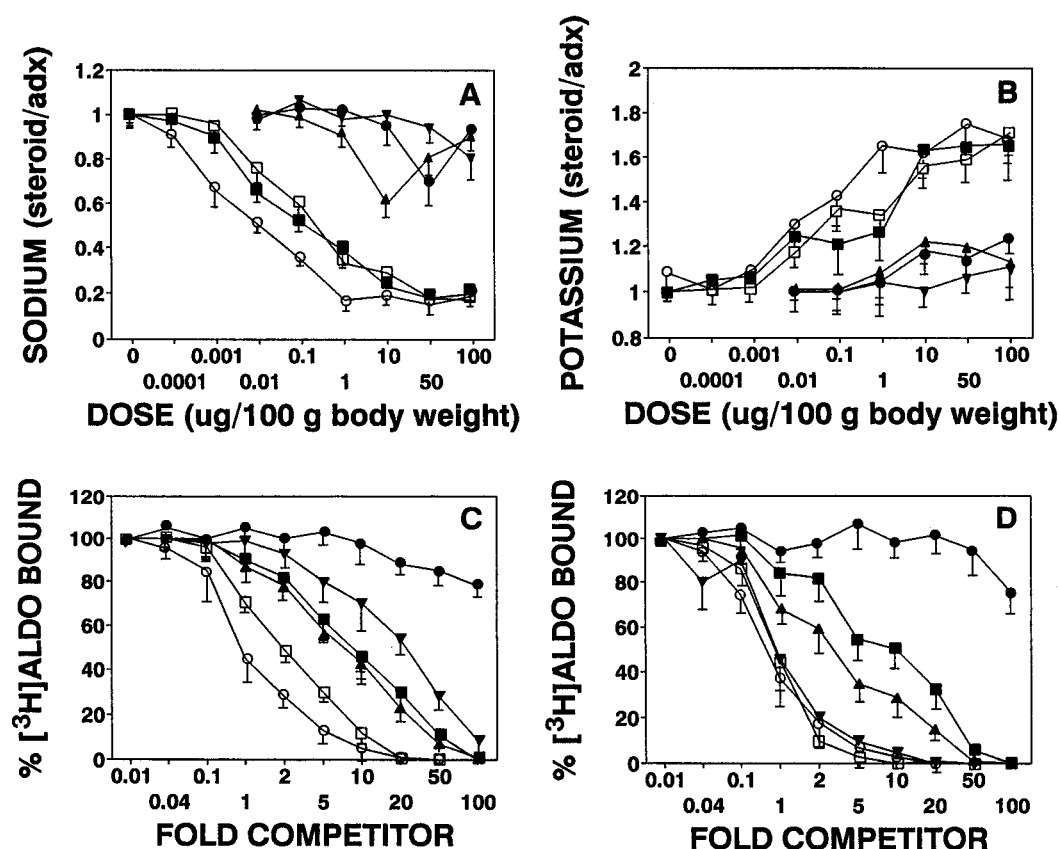 A
SODIUM (steroid/adx)
1.2
1
0.8
0.6
0.4
0.2
0
0 0.001 0.1 10 100
0.0001 0.01 1 50
DOSE (ug/100 g body weight)
B
POTASSIUM (steroid/adx)
2
1.8
1.6
1.4
1.2
1
0.8
0 0.001 0.1 10 100
0.0001 0.01 1 50
DOSE (ug/100 g body weight)
C
% [³H]ALDO BOUND
120
100
80
60
40
20
0
0.01 0.1 2 10 50
0.04 1 5 20 100
FOLD COMPETITOR
D
% [³H]ALDO BOUND
120
100
80
60
40
20
0
0.01 0.1 2 10 50
0.04 1 5 20 100
FOLD COMPETITOR